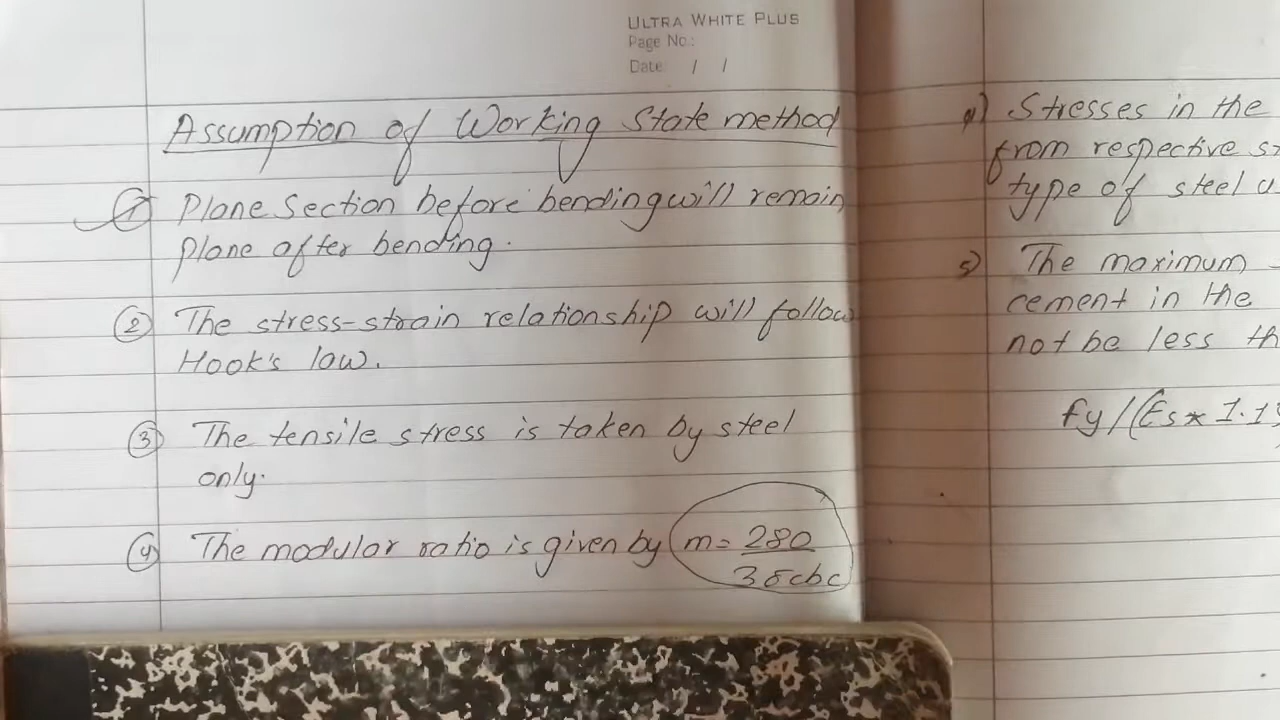 ULTRA WHITE PLUS
Page No.:
Date / /
Assumption of Working State method
① Plane Section before bending will remain
plane after bending.
② The stress-strain relationship will follow
Hook's law.
③ The tensile stress is taken by steel
only.
④ The modular ratio is given by m = 280
3σcbc
4) Stresses in the
from respective
type of steel
5) The maximum
cement in the
not be less
fy/(Es*1.1